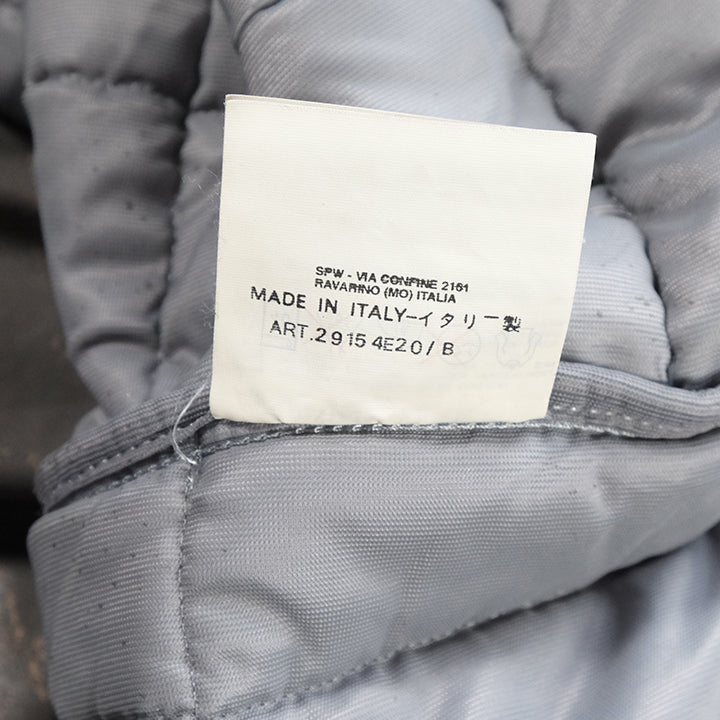 SPW - VIA CONFINE 2161
RAVARINO (MO) ITALIA
MADE IN ITALY-イタリー製
ART.2915 4E20/B